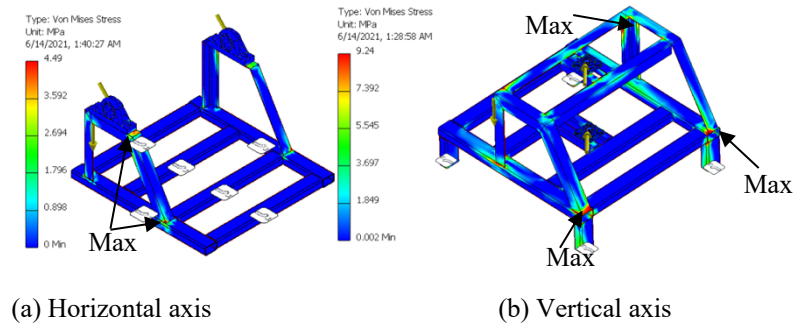 Type: Von Mises Stress
Unit: MPa
6/14/2021, 1:40:27 AM
4.49
3.592
2.694
1.796
0.898
0 Min
Max
Type: Von Mises Stress
Unit: MPa
6/14/2021, 1:28:58 AM
9.24
7.392
5.545
3.697
1.849
0.002 Min
Max
Max
Max
(a) Horizontal axis
(b) Vertical axis